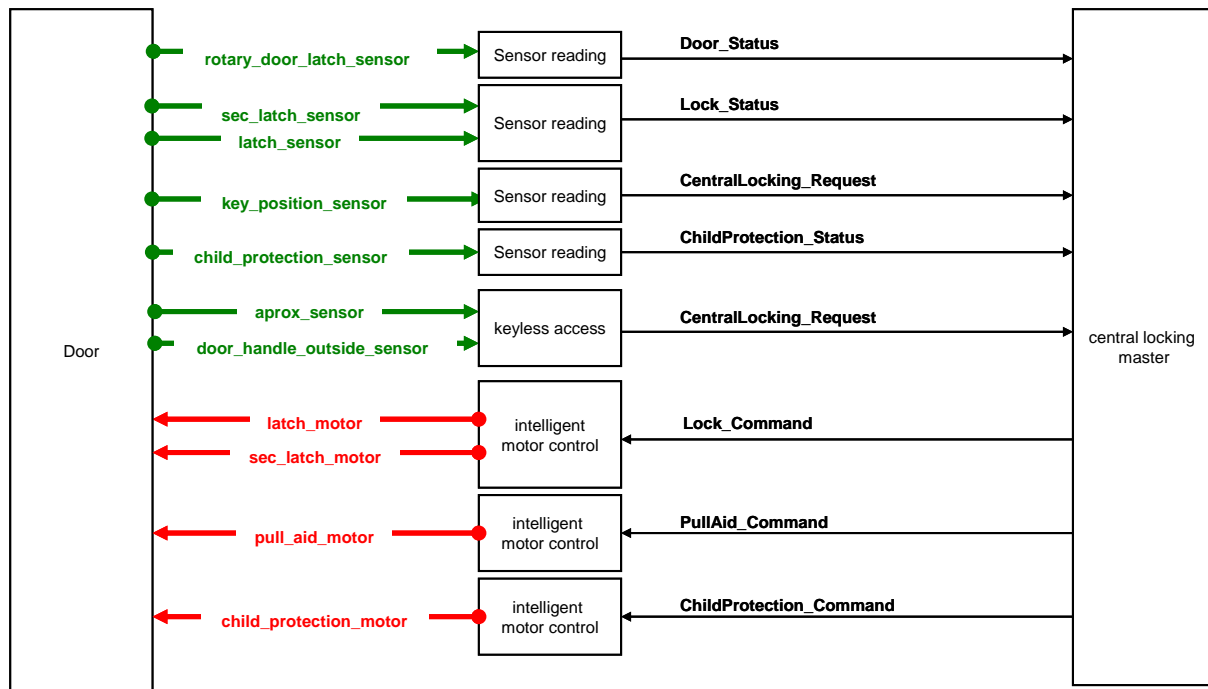 Door_Status
rotary_door_latch_sensor
Sensor reading
sec_latch_sensor
Lock_Status
Sensor reading
latch_sensor
CentralLocking_Request
key_position_sensor
Sensor reading
ChildProtection_Status
child_protection_sensor
Sensor reading
aprox_sensor
CentralLocking_Request
keyless access
door_handle_outside_sensor
Door
central locking
master
latch_motor
Lock_Command
intelligent
motor control
sec_latch_motor
PullAid_Command
intelligent
motor control
pull_aid_motor
ChildProtection_Command
intelligent
motor control
child_protection_motor